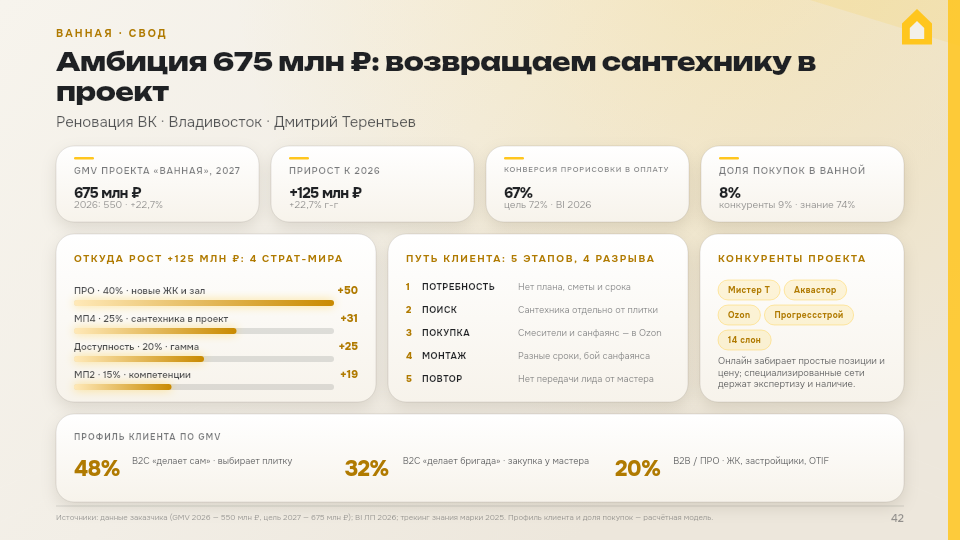 ВАННАЯ · СВОД
Амбиция 675 млн ₽: возвращаем сантехнику в
проект
Реновация ВК · Владивосток · Дмитрий Терентьев
GMV ПРОЕКТА «ВАННАЯ», 2027
675 млн ₽
2026: 550 · +22,7%
ПРИРОСТ К 2026
+125 млн ₽
+22,7% г-г
КОНВЕРСИЯ ПРОРИСОВКИ В ОПЛАТУ
67%
цель 72% · BI 2026
ДОЛЯ ПОКУПОК В ВАННОЙ
8%
конкуренты 9% · знание 74%
ОТКУДА РОСТ +125 МЛН ₽: 4 СТРАТ-МИРА
ПРО · 40% · новые ЖК и зал +50
МП4 · 25% · сантехника в проект +31
Доступность · 20% · гамма +25
МП2 · 15% · компетенции +19
ПУТЬ КЛИЕНТА: 5 ЭТАПОВ, 4 РАЗРЫВА
1 ПОТРЕБНОСТЬ Нет плана, сметы и срока
2 ПОИСК Сантехника отдельно от плитки
3 ПОКУПКА Смесители и санфаянс — в Ozon
4 МОНТАЖ Разные сроки, бой санфаянса
5 ПОВТОР Нет передачи лида от мастера
КОНКУРЕНТЫ ПРОЕКТА
Мистер Т Аквастор
Ozon Прогрессстрой
14 слон
Онлайн забирает простые позиции и
цену; специализированные сети
держат экспертизу и наличие.
ПРОФИЛЬ КЛИЕНТА ПО GMV
48% B2C «делает сам» · выбирает плитку
32% B2C «делает бригада» · закупка у мастера
20% B2B / ПРО · ЖК, застройщики, OTIF
Источники: данные заказчика (GMV 2026 — 550 млн ₽, цель 2027 — 675 млн ₽); BI ЛП 2026; трекинг знания марки 2025. Профиль клиента и доля покупок — расчётная модель.
42